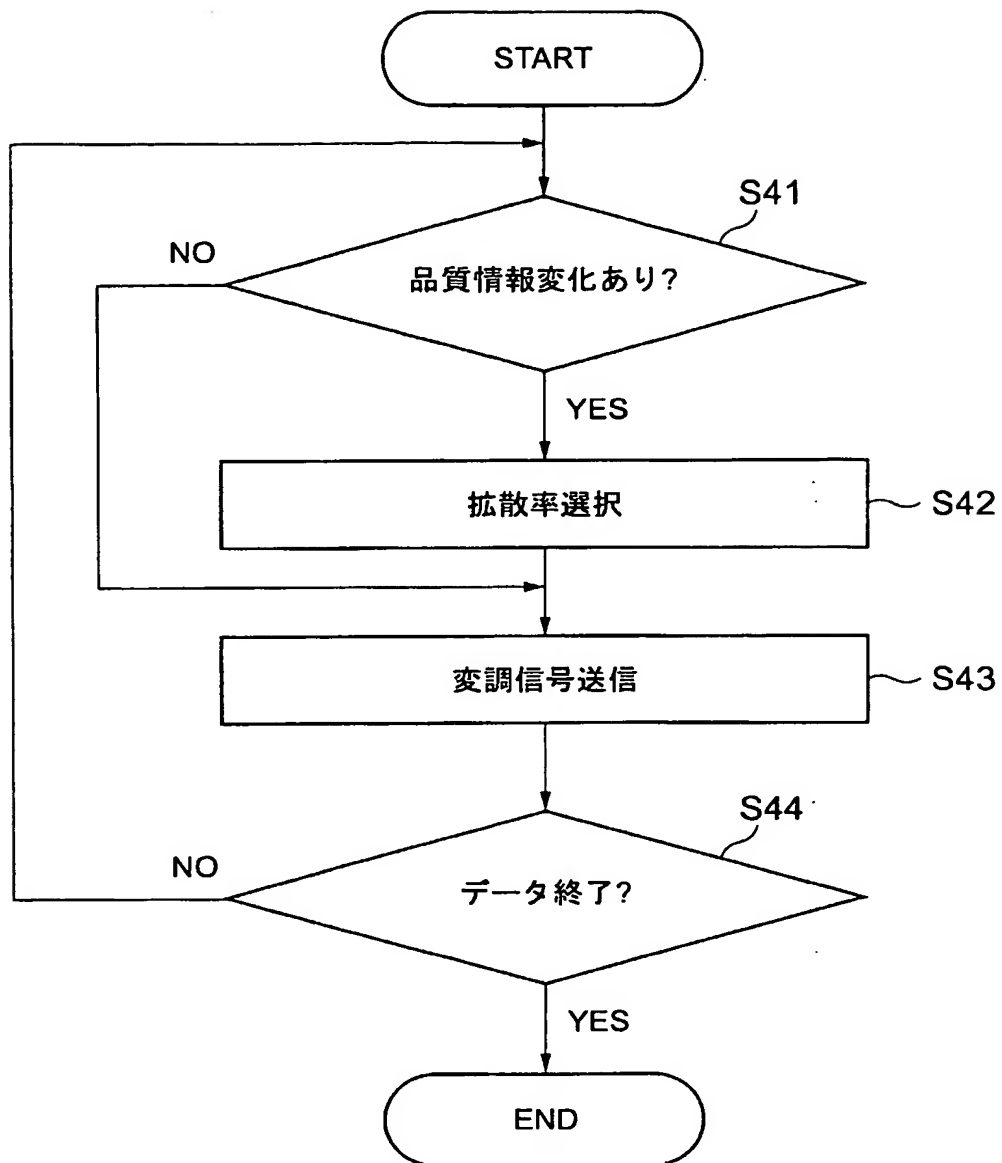 START
S41
NO
品質情報変化あり?
YES
拡散率選択
S42
変調信号送信
S43
S44
NO
データ終了?
YES
END